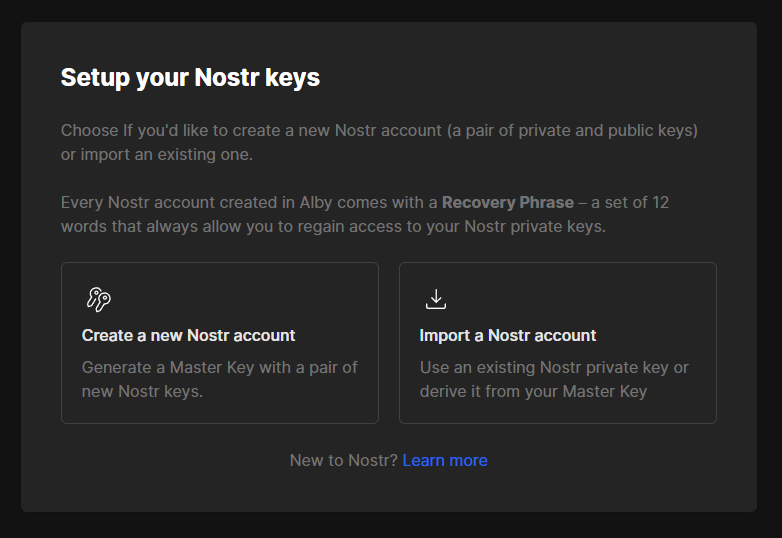 Setup your Nostr keys
Choose If you'd like to create a new Nostr account (a pair of private and public keys)
or import an existing one.
Every Nostr account created in Alby comes with a Recovery Phrase – a set of 12
words that always allow you to regain access to your Nostr private keys.
Create a new Nostr account
Generate a Master Key with a pair of
new Nostr keys.
Import a Nostr account
Use an existing Nostr private key or
derive it from your Master Key
New to Nostr? Learn more